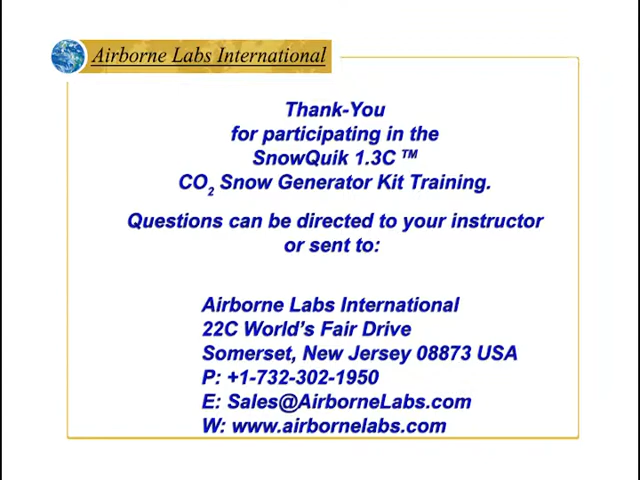 Airborne Labs International
Thank-You
for participating in the
SnowQuik 1.3C ™
CO₂ Snow Generator Kit Training.
Questions can be directed to your instructor
or sent to:
Airborne Labs International
22C World's Fair Drive
Somerset, New Jersey 08873 USA
P: +1-732-302-1950
E: Sales@AirborneLabs.com
W: www.airbornelabs.com